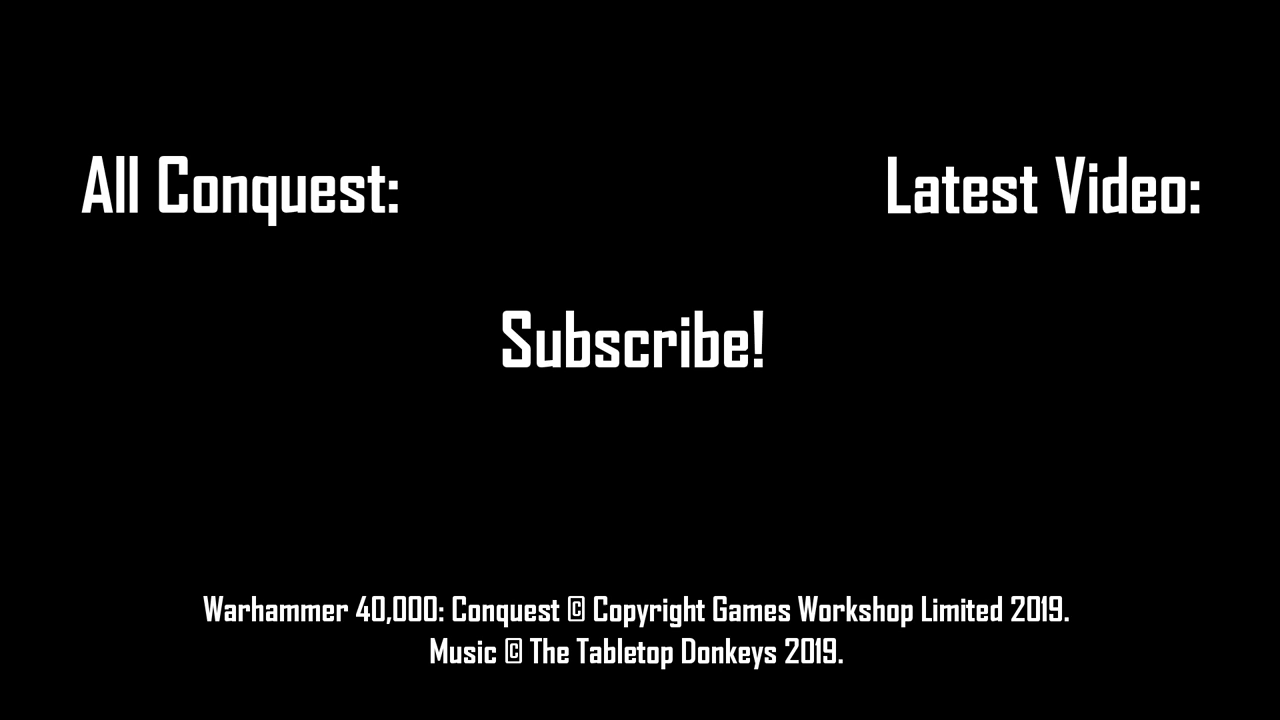 All Conquest:
Latest Video:
Subscribe!
Warhammer 40,000: Conquest © Copyright Games Workshop Limited 2019.
Music © The Tabletop Donkeys 2019.